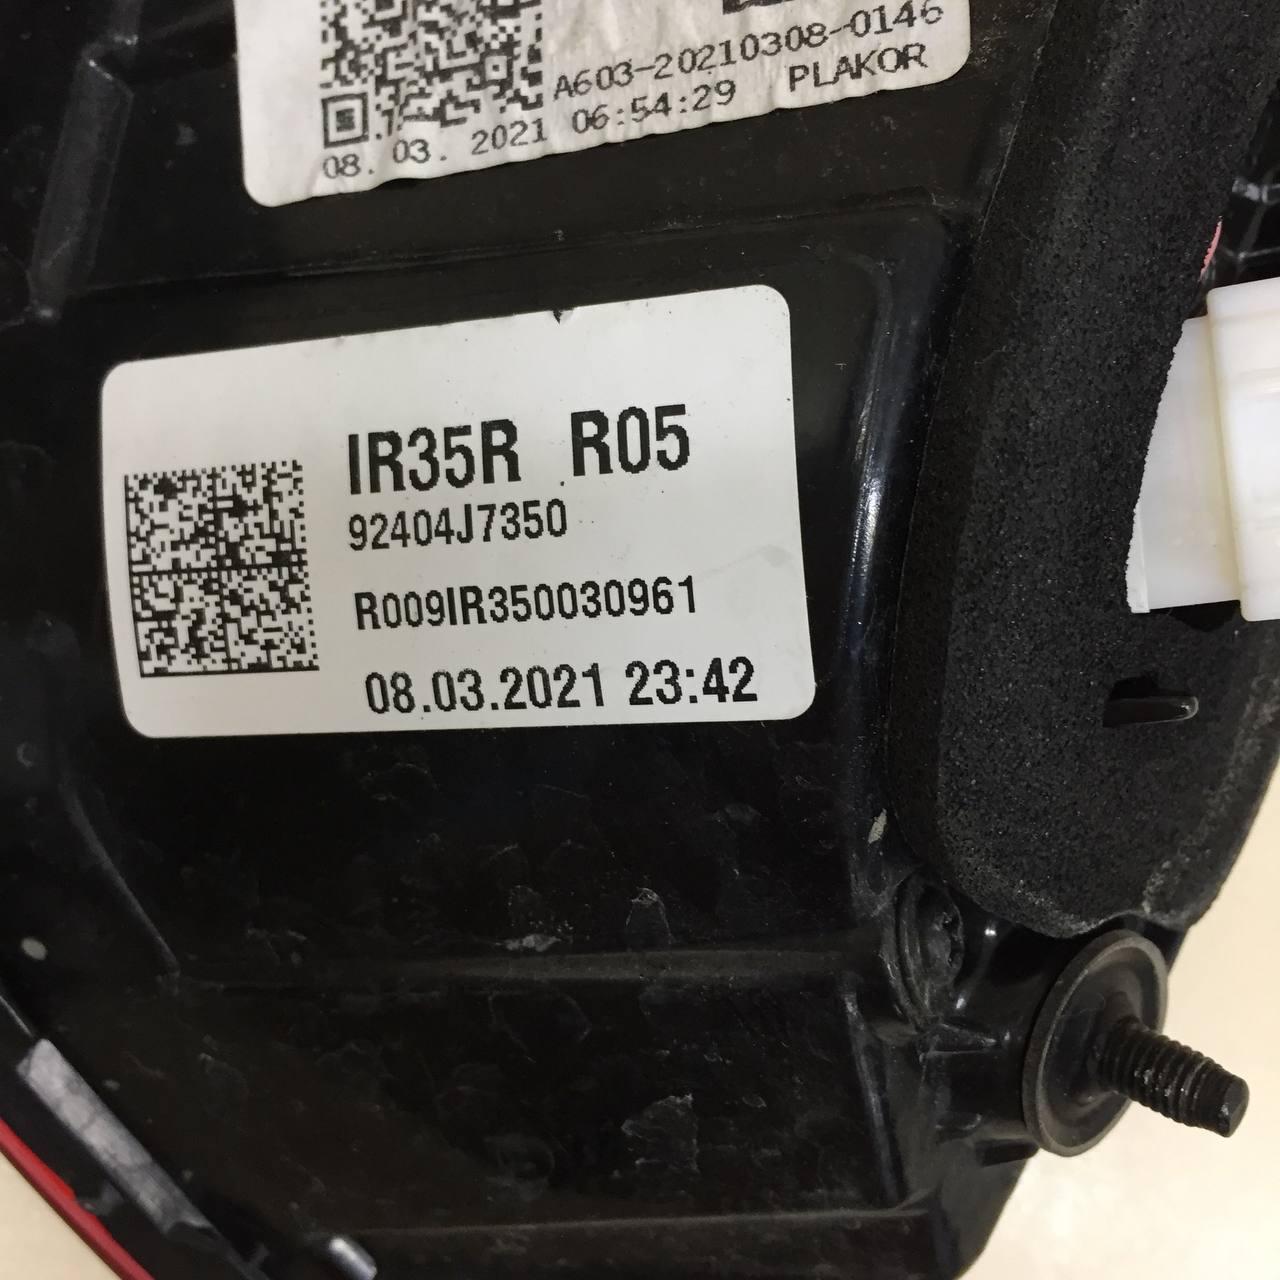 A603-20210308-0146
08. 03. 2021 06:54:29 PLAKOR
IR35R R05
92404J7350
R009IR350030961
08.03.2021 23:42